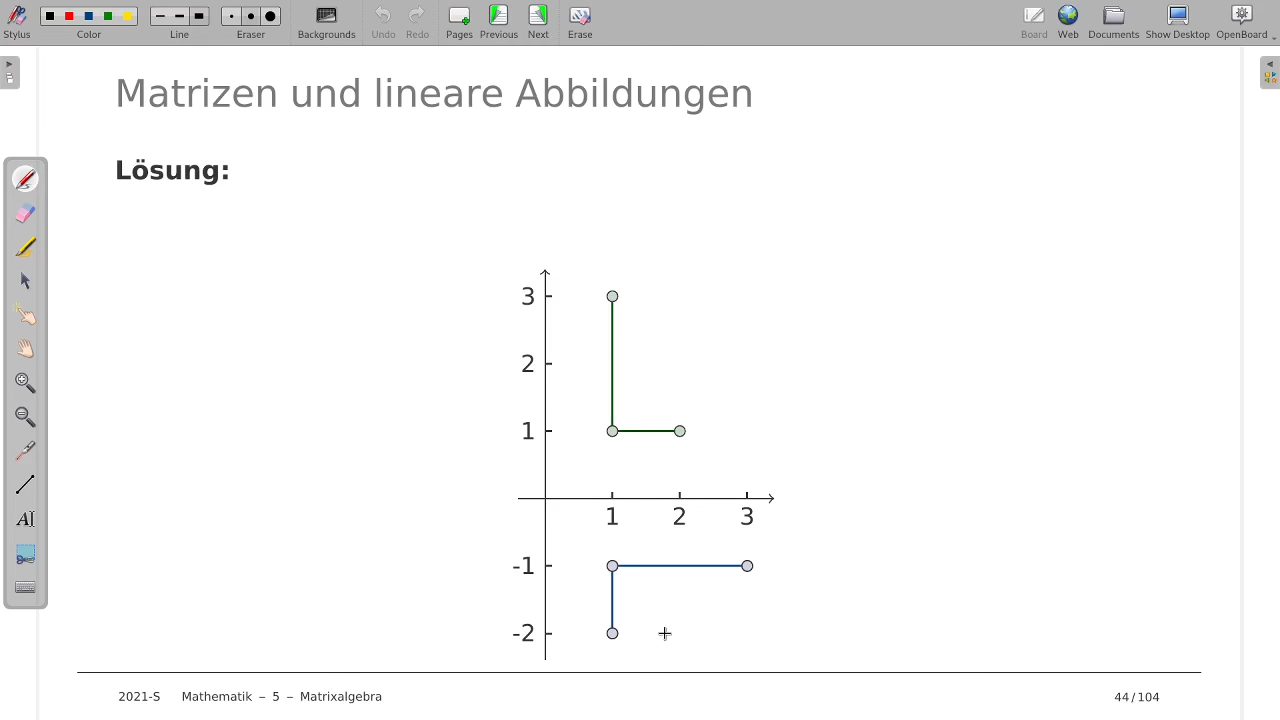 Stylus Color Line Eraser Backgrounds Undo Redo Pages Previous Next Erase Board Web Documents Show Desktop OpenBoard
Matrizen und lineare Abbildungen
Lösung:
3
2
1
1 2 3
-1
-2
AI
2021-S Mathematik – 5 – Matrixalgebra 44/104